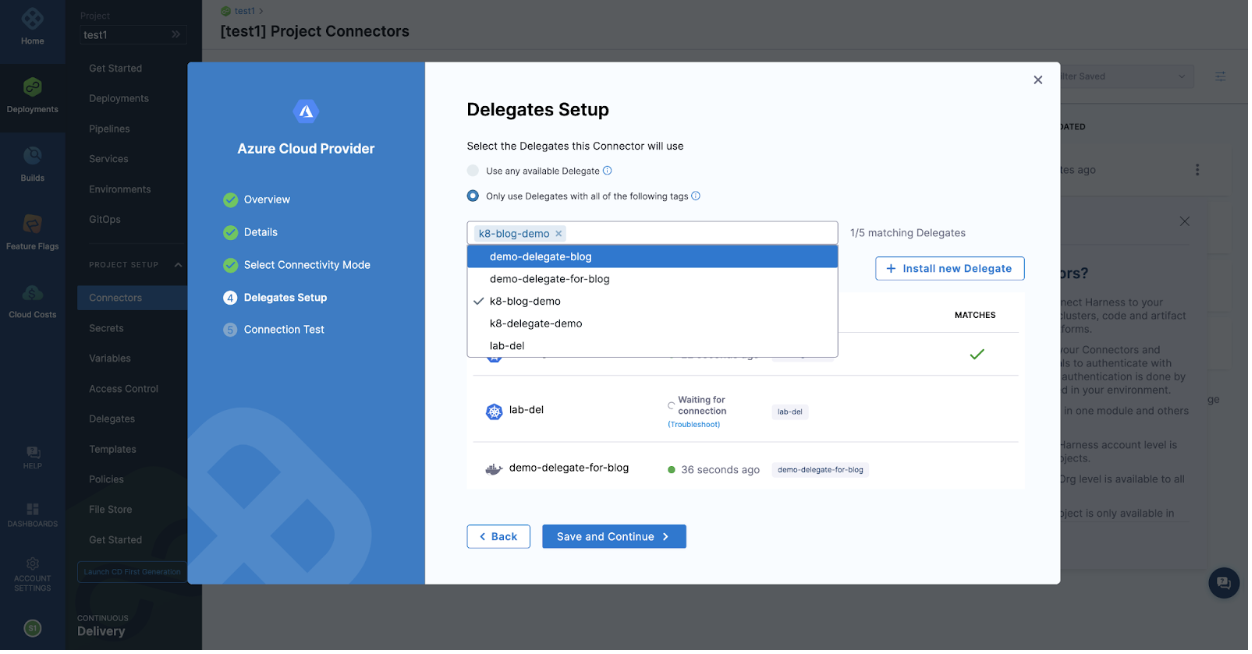 Home
Deployments
Builds
Feature Flags
Cloud Costs
HELP
DASHBOARDS
ACCOUNT
SETTINGS
S1
Project
test1
Get Started
Deployments
Pipelines
Services
Environments
GitOps
PROJECT SETUP
Connectors
Secrets
Variables
Access Control
Delegates
Templates
Policies
File Store
Get Started
Launch CD First Generation
CONTINUOUS
Delivery
test1 >
[test1] Project Connectors
Azure Cloud Provider
Overview
Details
Select Connectivity Mode
4 Delegates Setup
5 Connection Test
Delegates Setup
Select the Delegates this Connector will use
Use any available Delegate
Only use Delegates with all of the following tags
k8-blog-demo ×
1/5 matching Delegates
demo-delegate-blog
demo-delegate-for-blog
k8-blog-demo
k8-delegate-demo
lab-del
+ Install new Delegate
MATCHES
lab-del
Waiting for
connection
(Troubleshoot)
lab-del
demo-delegate-for-blog
36 seconds ago
demo-delegate-for-blog
Back
Save and Continue
Saved
ago
nect Harness to your
clusters, code and artifact
your Connectors and
to authenticate with
authentication is done by
in your environment.
in one module and others
Harness account level is
Org level is available to all
is only available in